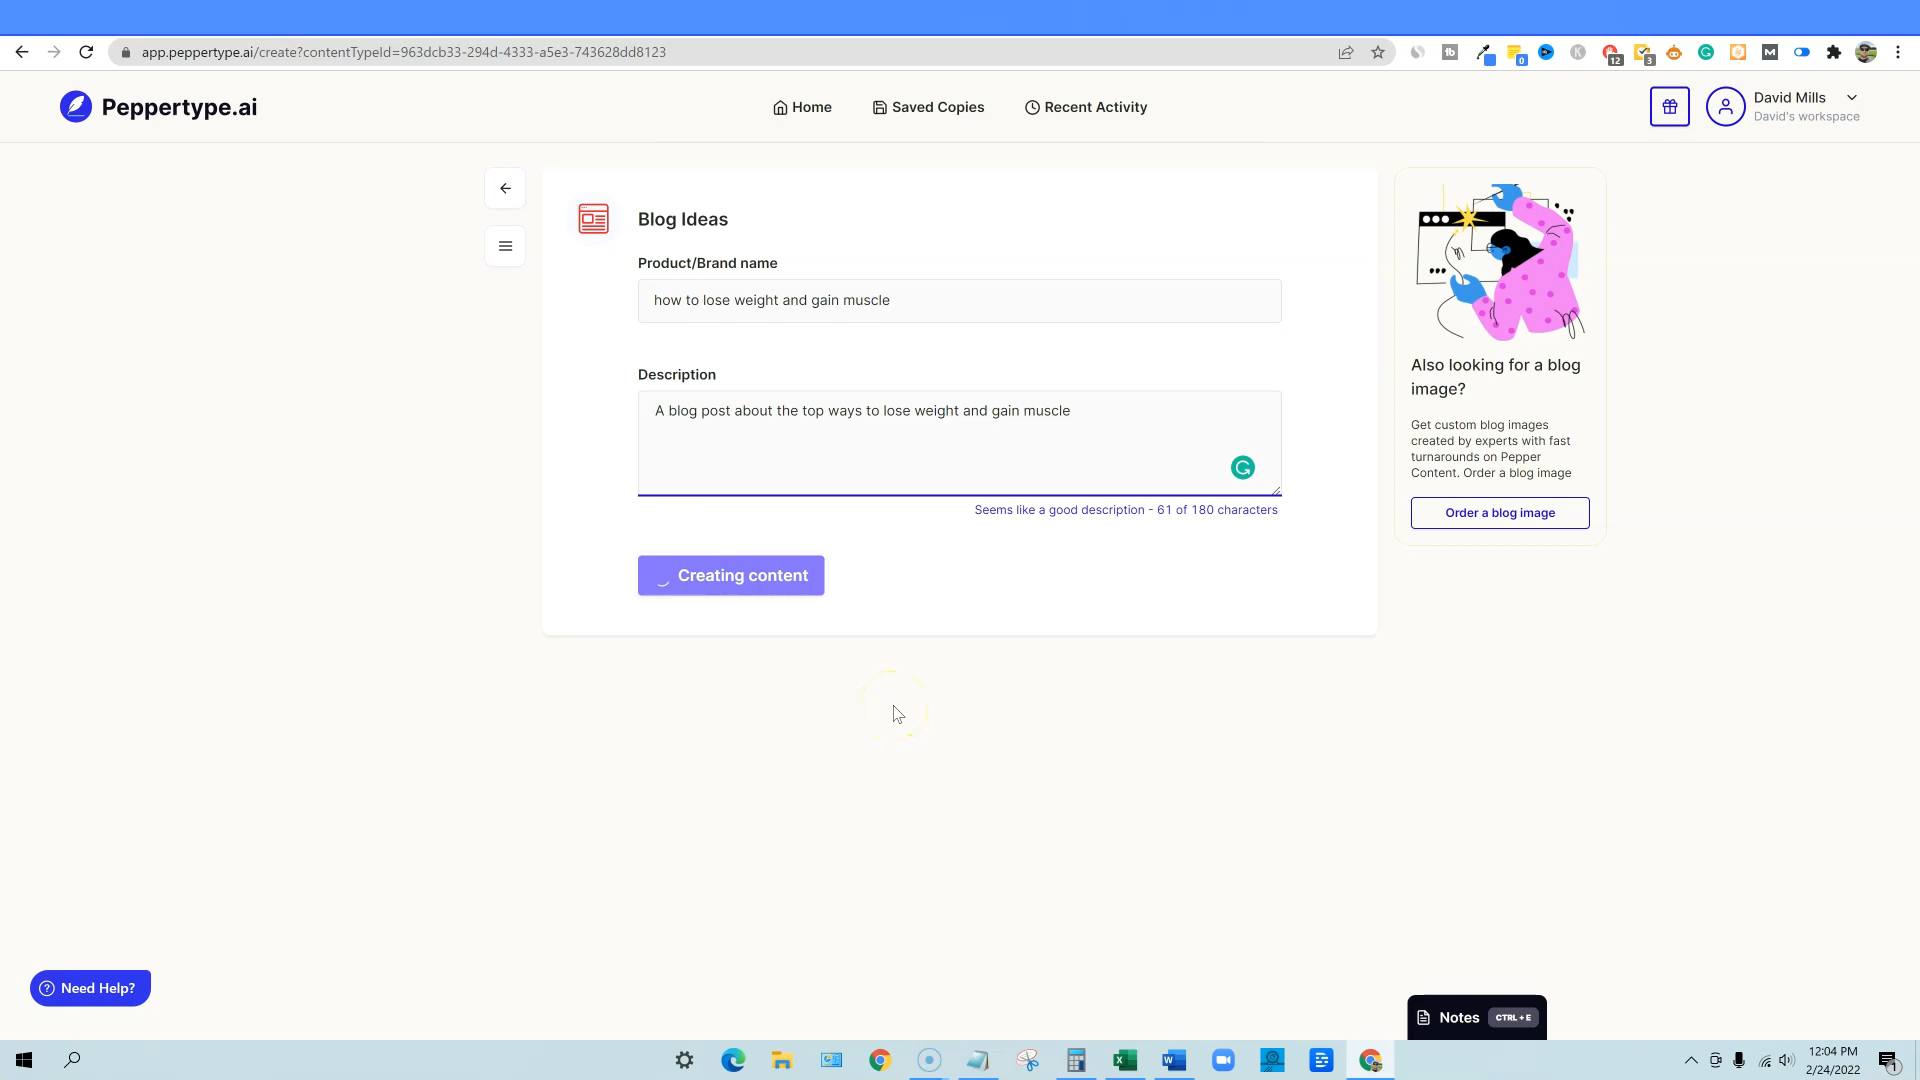 app.peppertype.ai/create?contentTypeId=963dcb33-294d-4333-a5e3-743628dd8123
0
12
3
Peppertype.ai
Home
Saved Copies
Recent Activity
David Mills
David's workspace
Blog Ideas
Product/Brand name
how to lose weight and gain muscle
Description
A blog post about the top ways to lose weight and gain muscle
Seems like a good description - 61 of 180 characters
Creating content
Also looking for a blog
image?
Get custom blog images
created by experts with fast
turnarounds on Pepper
Content. Order a blog image
Order a blog image
Need Help?
Notes CTRL + E
12:04 PM
2/24/2022
1